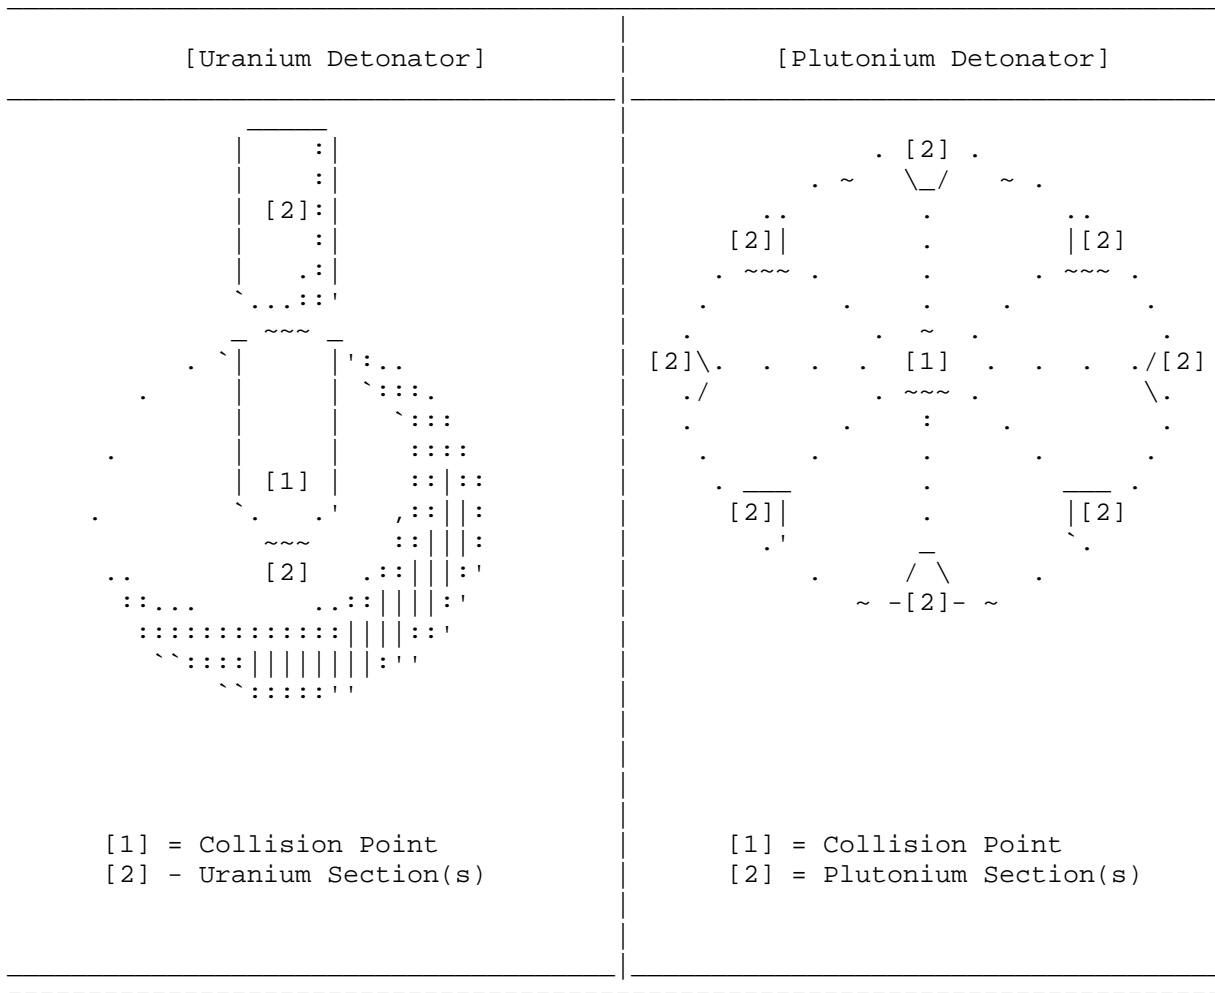 [Uranium Detonator]
[Plutonium Detonator]
[2]
[1]
[2]
[2]
[2]
[2]
[2]
[1]
[2]
[2]
[2]
[2]
[1] = Collision Point
[2] - Uranium Section(s)
[1] = Collision Point
[2] = Plutonium Section(s)